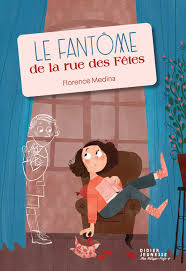 LE FANTÔME
de la rue des Fêtes
Florence Medina
DIDIER
JEUNESSE